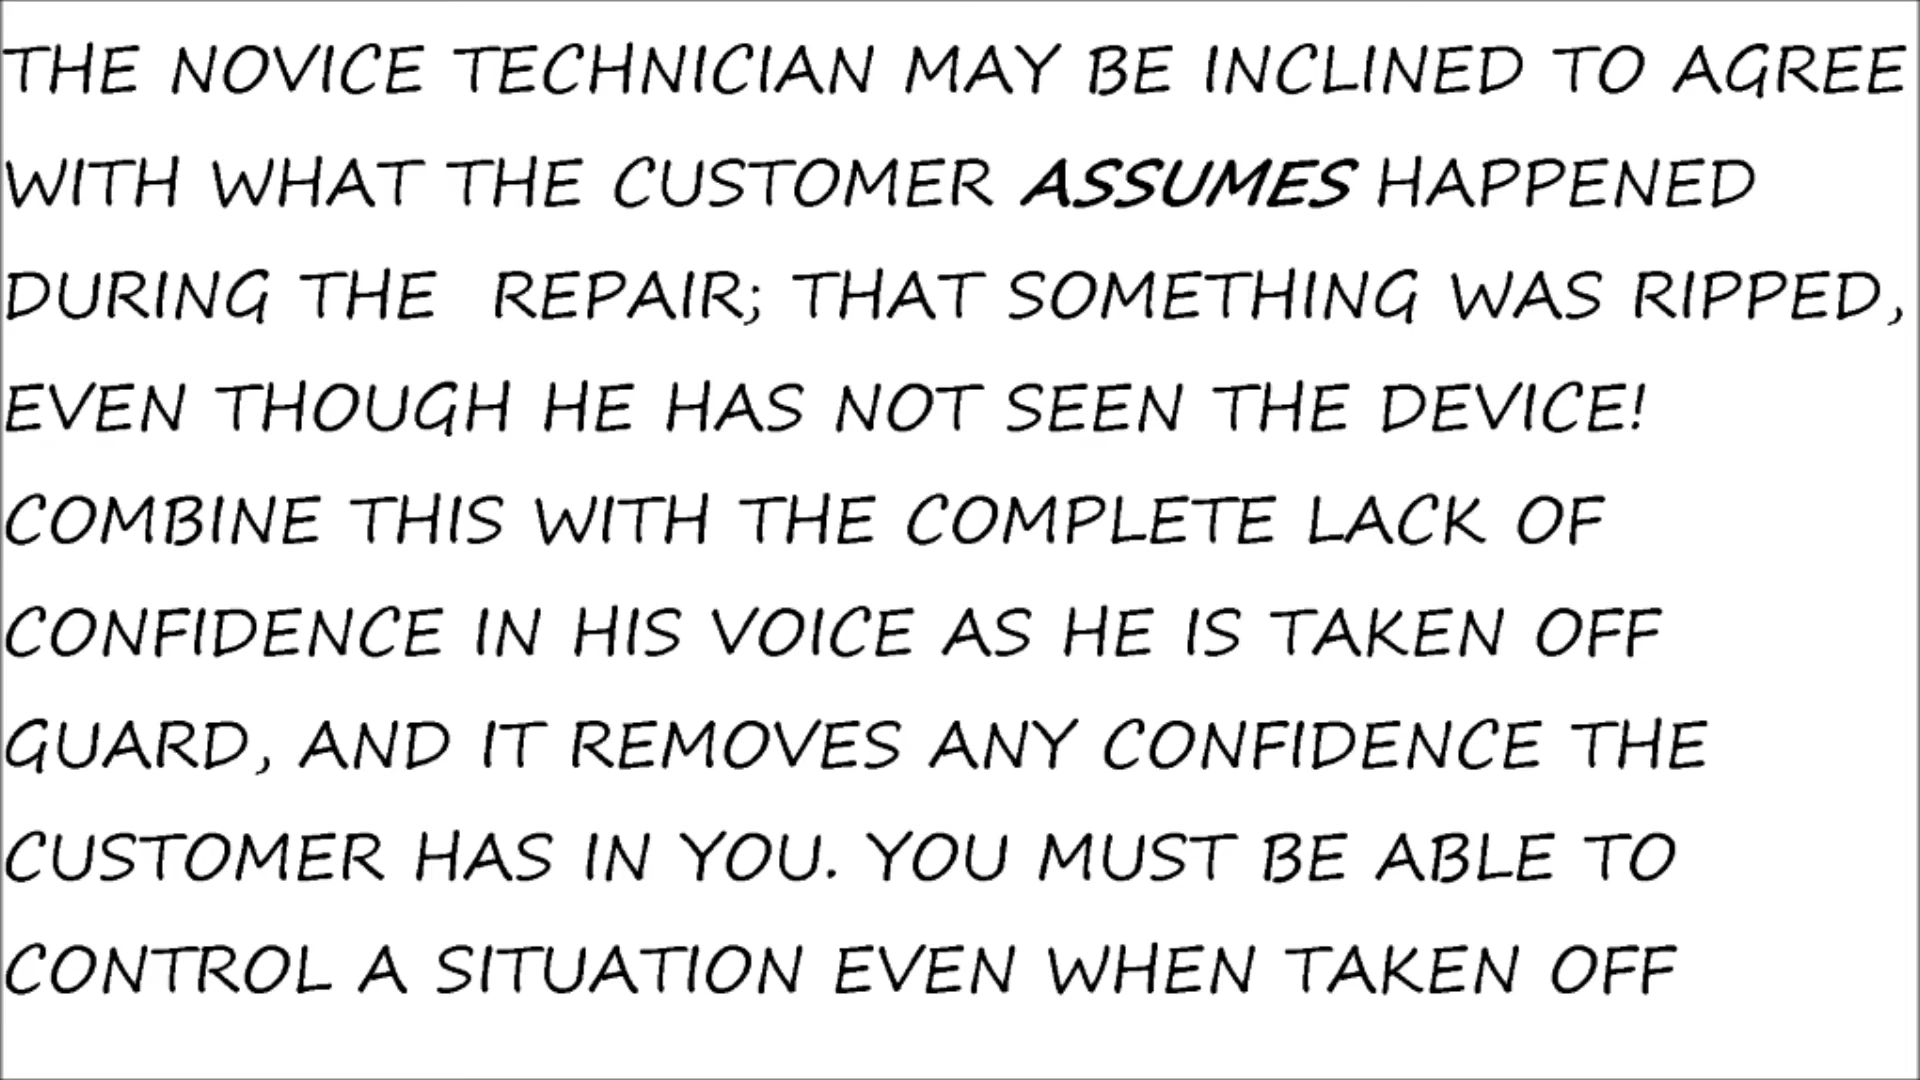 THE NOVICE TECHNICIAN MAY BE INCLINED TO AGREE
WITH WHAT THE CUSTOMER ASSUMES HAPPENED
DURING THE  REPAIR; THAT SOMETHING WAS RIPPED,
EVEN THOUGH HE HAS NOT SEEN THE DEVICE!
COMBINE THIS WITH THE COMPLETE LACK OF
CONFIDENCE IN HIS VOICE AS HE IS TAKEN OFF
GUARD, AND IT REMOVES ANY CONFIDENCE THE
CUSTOMER HAS IN YOU. YOU MUST BE ABLE TO
CONTROL A SITUATION EVEN WHEN TAKEN OFF